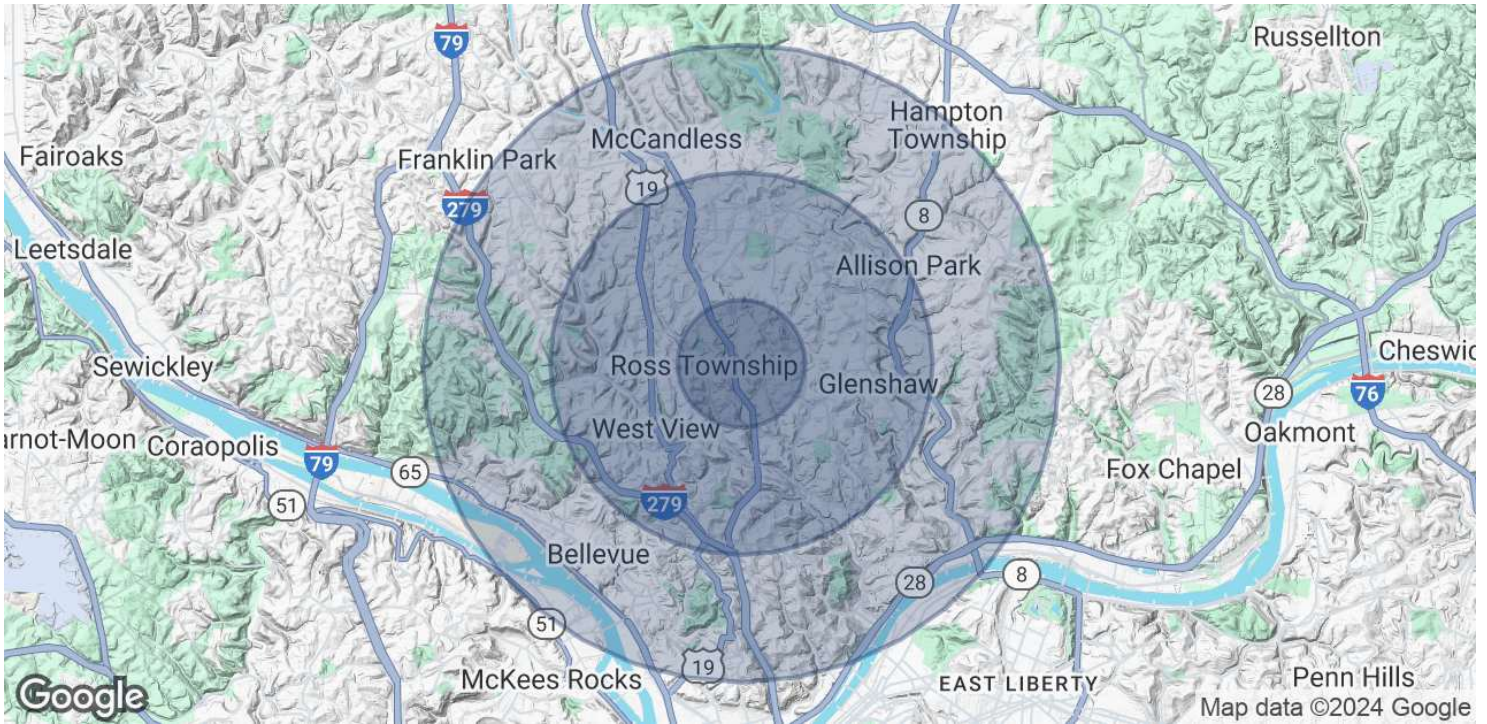 79
Russellton
Hampton
Township
McCandless
Fairoaks
Franklin Park
19
279
8
Leetsdale
Allison Park
Cheswic
Ross Township
Sewickley
Glenshaw
28
76
West View
arnot-Moon
Coraopolis
Oakmont
79
65
Fox Chapel
51
279
Bellevue
28
8
51
19
McKees Rocks
EAST LIBERTY
Penn Hills
Google
Map data ©2024 Google